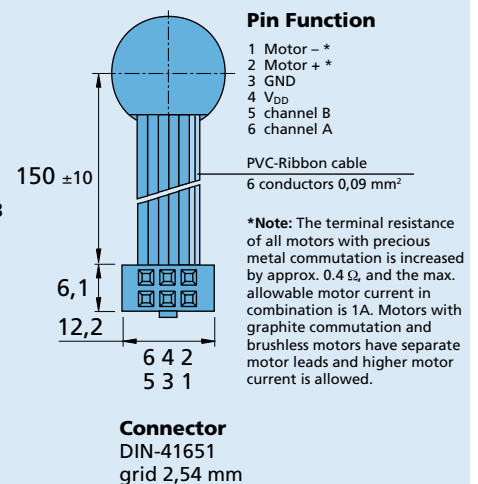 Pin Function
1 Motor – *
2 Motor + *
3 GND
4 VDD
5 channel B
6 channel A
PVC-Ribbon cable
6 conductors 0,09 mm²
*Note: The terminal resistance
of all motors with precious
metal commutation is increased
by approx. 0.4 Ω, and the max.
allowable motor current in
combination is 1A. Motors with
graphite commutation and
brushless motors have separate
motor leads and higher motor
current is allowed.
150 ±10
6,1
12,2
6 4 2
5 3 1
Connector
DIN-41651
grid 2,54 mm